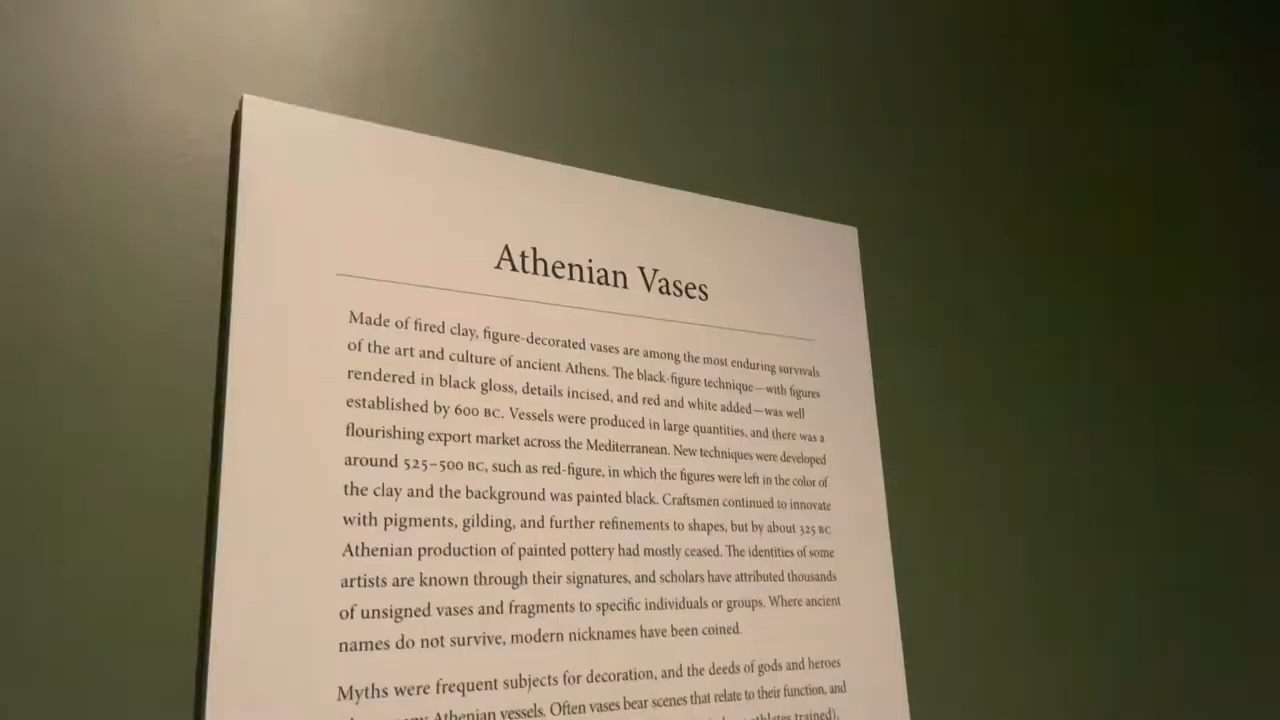 Athenian Vases
Made of fired clay, figure-decorated vases are among the most enduring survivals
of the art and culture of ancient Athens. The black-figure technique—with figures
rendered in black gloss, details incised, and red and white added—was well
established by 600 BC. Vessels were produced in large quantities, and there was a
flourishing export market across the Mediterranean. New techniques were developed
around 525–500 BC, such as red-figure, in which the figures were left in the color of
the clay and the background was painted black. Craftsmen continued to innovate
with pigments, gilding, and further refinements to shapes, but by about 325 BC
Athenian production of painted pottery had mostly ceased. The identities of some
artists are known through their signatures, and scholars have attributed thousands
of unsigned vases and fragments to specific individuals or groups. Where ancient
names do not survive, modern nicknames have been coined.
Myths were frequent subjects for decoration, and the deeds of gods and heroes
Athenian vessels. Often vases bear scenes that relate to their function, and
trained),